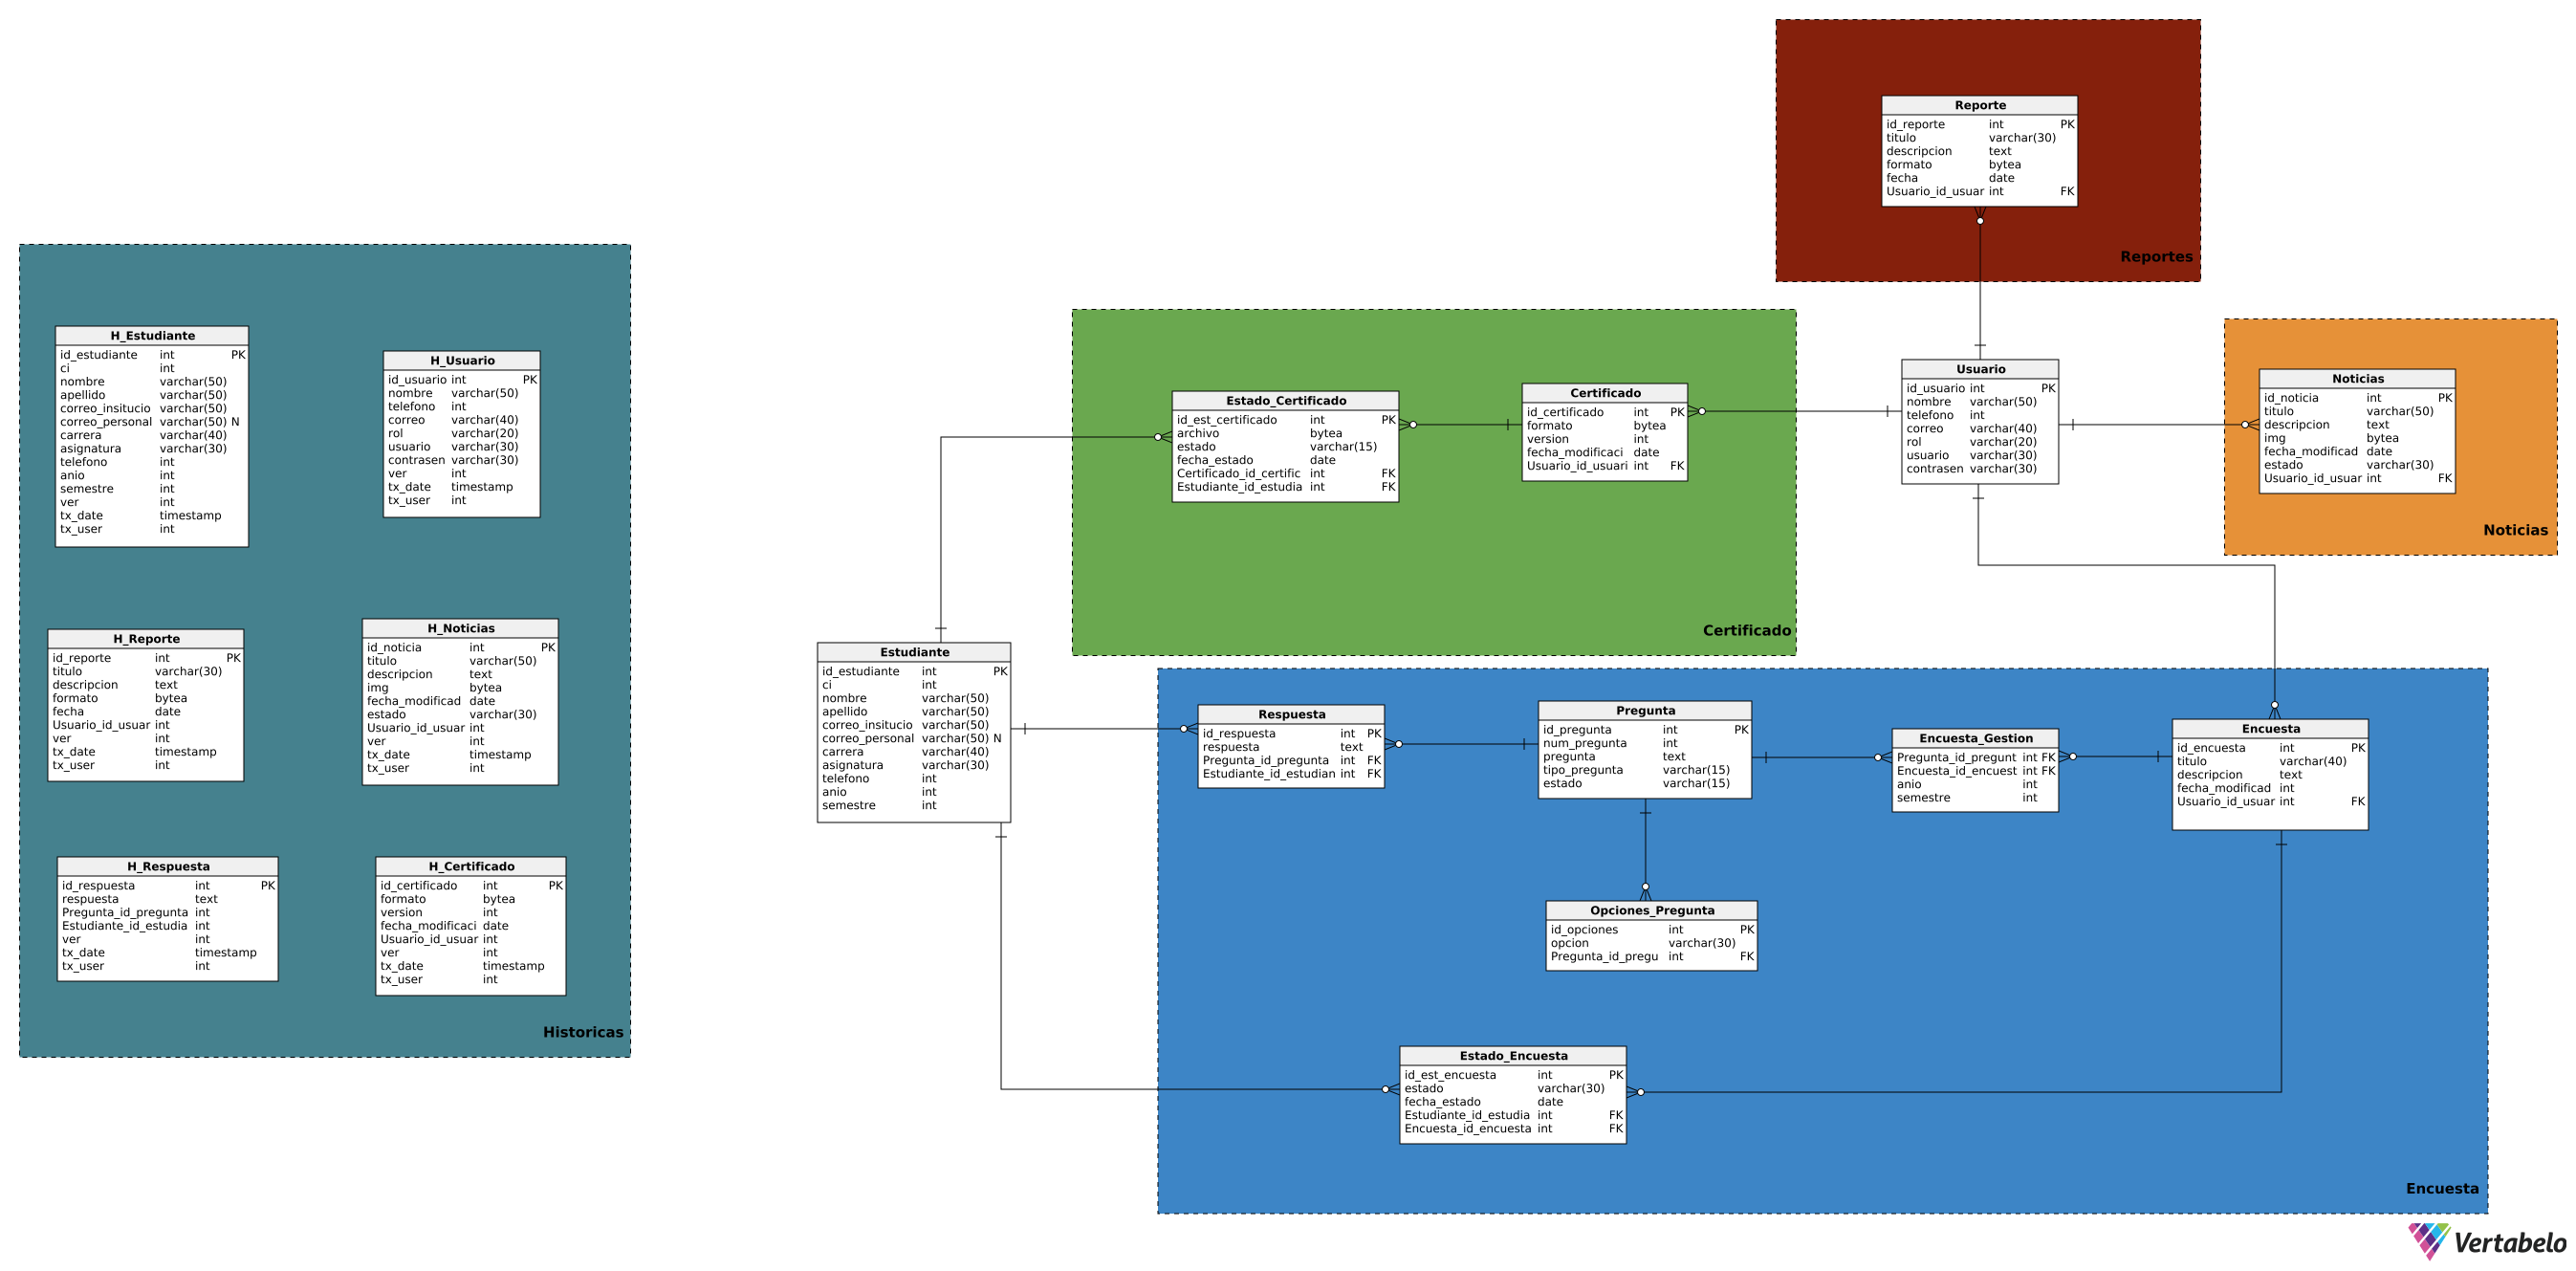 Reporte
id_reporte int PK
titulo varchar(30)
descripcion text
formato bytea
fecha date
Usuario_id_usuar int FK
Reportes
H_Estudiante
id_estudiante int PK
ci int
nombre varchar(50)
apellido varchar(50)
correo_insitucio varchar(50)
correo_personal varchar(50) N
carrera varchar(40)
asignatura varchar(30)
telefono int
anio int
semestre int
ver int
tx_date timestamp
tx_user int
H_Usuario
id_usuario int PK
nombre varchar(50)
telefono int
correo varchar(40)
rol varchar(20)
usuario varchar(30)
contrasen varchar(30)
ver int
tx_date timestamp
tx_user int
H_Reporte
id_reporte int PK
titulo varchar(30)
descripcion text
formato bytea
fecha date
Usuario_id_usuar int
ver int
tx_date timestamp
tx_user int
H_Noticias
id_noticia int PK
titulo varchar(50)
descripcion text
img bytea
fecha_modificad date
estado varchar(30)
Usuario_id_usuar int
ver int
tx_date timestamp
tx_user int
H_Respuesta
id_respuesta int PK
respuesta text
Pregunta_id_pregunta int
Estudiante_id_estudia int
ver int
tx_date timestamp
tx_user int
H_Certificado
id_certificado int PK
formato bytea
version int
fecha_modificaci date
Usuario_id_usuar int
ver int
tx_date timestamp
tx_user int
Historicas
Estado_Certificado
id_est_certificado int PK
archivo bytea
estado varchar(15)
fecha_estado date
Certificado_id_certific int FK
Estudiante_id_estudia int FK
Certificado
id_certificado int PK
formato bytea
version int
fecha_modificaci date
Usuario_id_usuari int FK
Certificado
Usuario
id_usuario int PK
nombre varchar(50)
telefono int
correo varchar(40)
rol varchar(20)
usuario varchar(30)
contrasen varchar(30)
Noticias
id_noticia int PK
titulo varchar(50)
descripcion text
img bytea
fecha_modificad date
estado varchar(30)
Usuario_id_usuar int FK
Noticias
Estudiante
id_estudiante int PK
ci int
nombre varchar(50)
apellido varchar(50)
correo_insitucio varchar(50)
correo_personal varchar(50) N
carrera varchar(40)
asignatura varchar(30)
telefono int
anio int
semestre int
Respuesta
id_respuesta int PK
respuesta text
Pregunta_id_pregunta int FK
Estudiante_id_estudian int FK
Pregunta
id_pregunta int PK
num_pregunta int
pregunta text
tipo_pregunta varchar(15)
estado varchar(15)
Encuesta_Gestion
Pregunta_id_pregunt int FK
Encuesta_id_encuest int FK
anio int
semestre int
Encuesta
id_encuesta int PK
titulo varchar(40)
descripcion text
fecha_modificad int
Usuario_id_usuar int FK
Opciones_Pregunta
id_opciones int PK
opcion varchar(30)
Pregunta_id_pregu int FK
Estado_Encuesta
id_est_encuesta int PK
estado varchar(30)
fecha_estado date
Estudiante_id_estudia int FK
Encuesta_id_encuesta int FK
Encuesta
Vertabelo